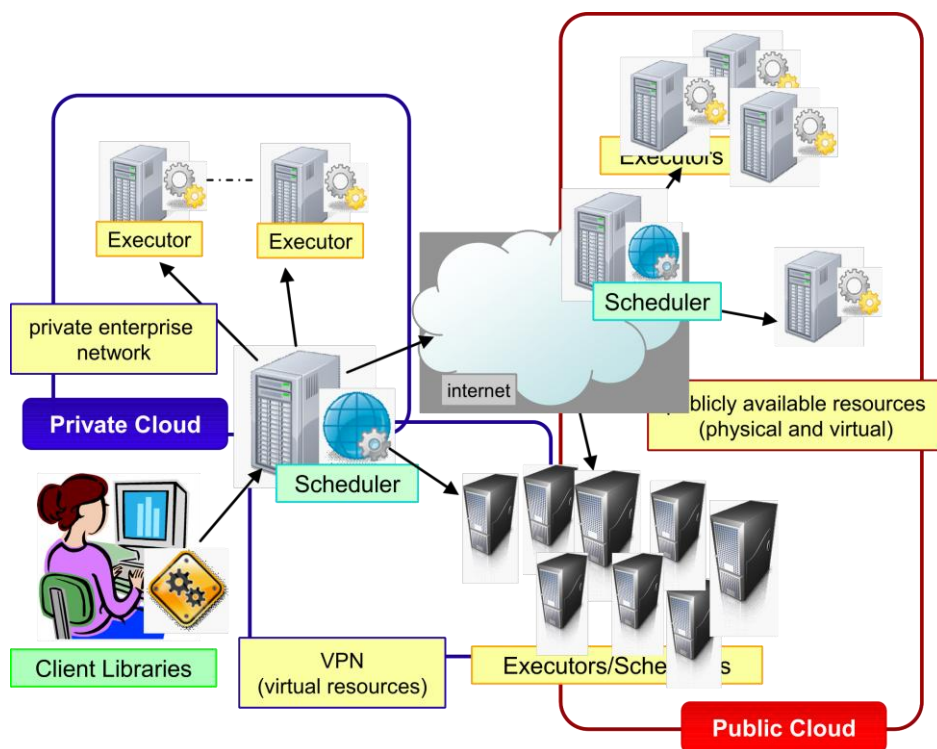 Executors
Executor
Executor
private enterprise
network
Scheduler
internet
publicly available resources
(physical and virtual)
Private Cloud
Scheduler
Client Libraries
VPN
(virtual resources)
Executors/Schedulers
Public Cloud